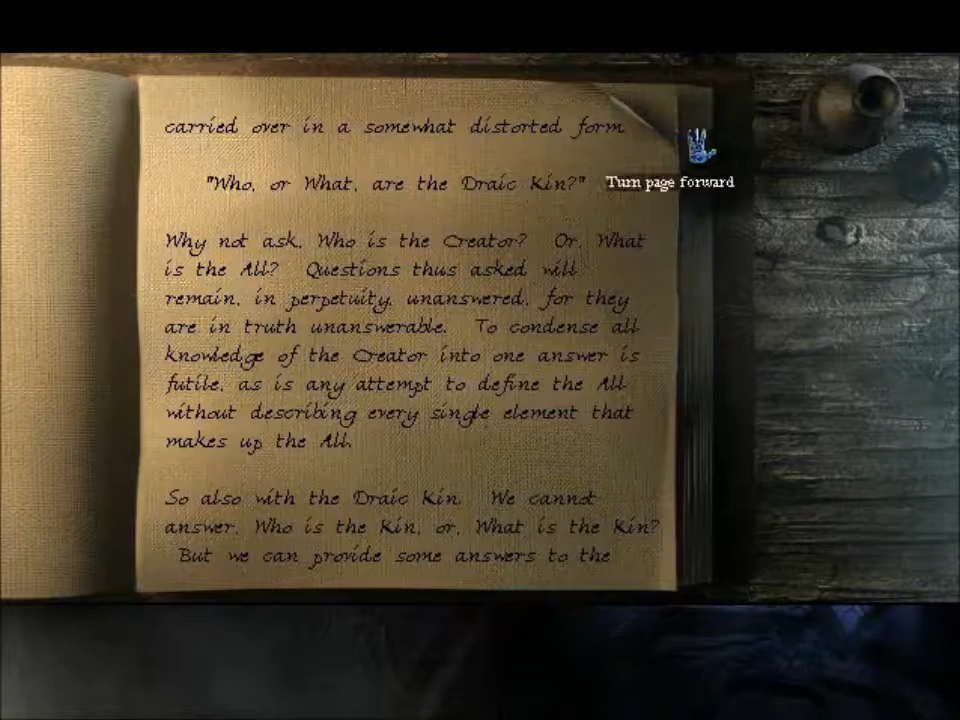 carried over in a somewhat distorted form
"Who, or What, are the Draic Kin?"
Turn page forward
Why not ask, Who is the Creator? Or, What
is the All? Questions thus asked will
remain, in perpetuity, unanswered, for they
are in truth unanswerable. To condense all
knowledge of the Creator into one answer is
futile, as is any attempt to define the All
without describing every single element that
makes up the All.
So also with the Draic Kin. We cannot
answer, Who is the Kin, or, What is the Kin?
But we can provide some answers to the